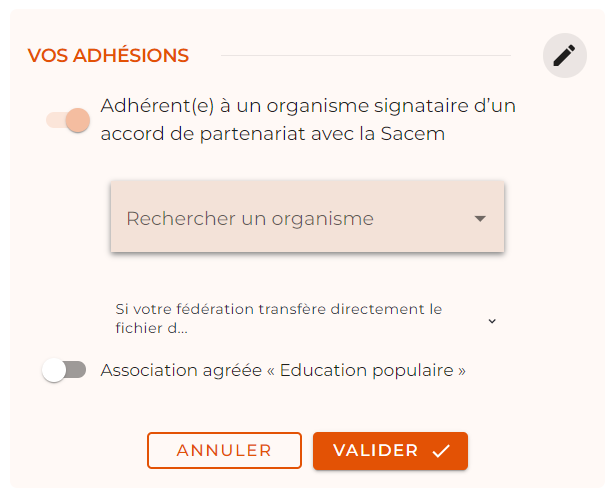 VOS ADHÉSIONS
Adhérent(e) à un organisme signataire d’un
accord de partenariat avec la Sacem
Rechercher un organisme
Si votre fédération transfère directement le
fichier d...
Association agréée « Education populaire »
ANNULER
VALIDER